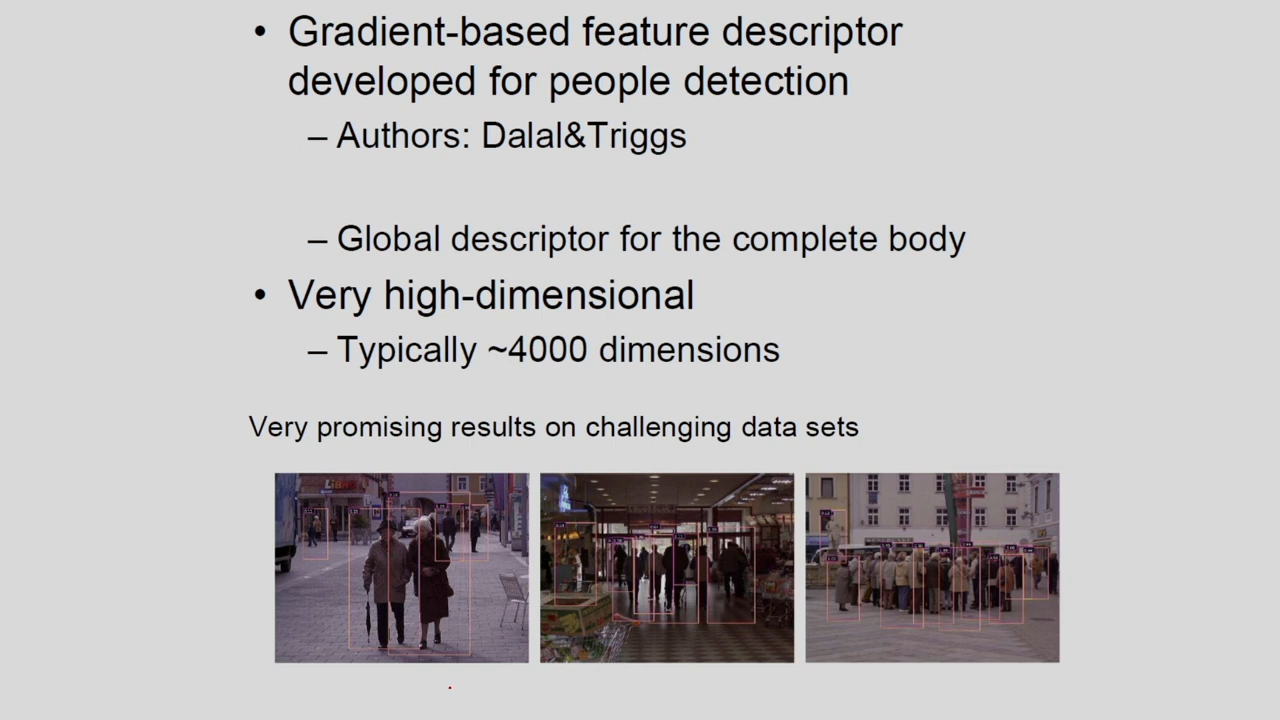 • Gradient-based feature descriptor
developed for people detection
– Authors: Dalal&Triggs
– Global descriptor for the complete body
• Very high-dimensional
– Typically ~4000 dimensions
Very promising results on challenging data sets